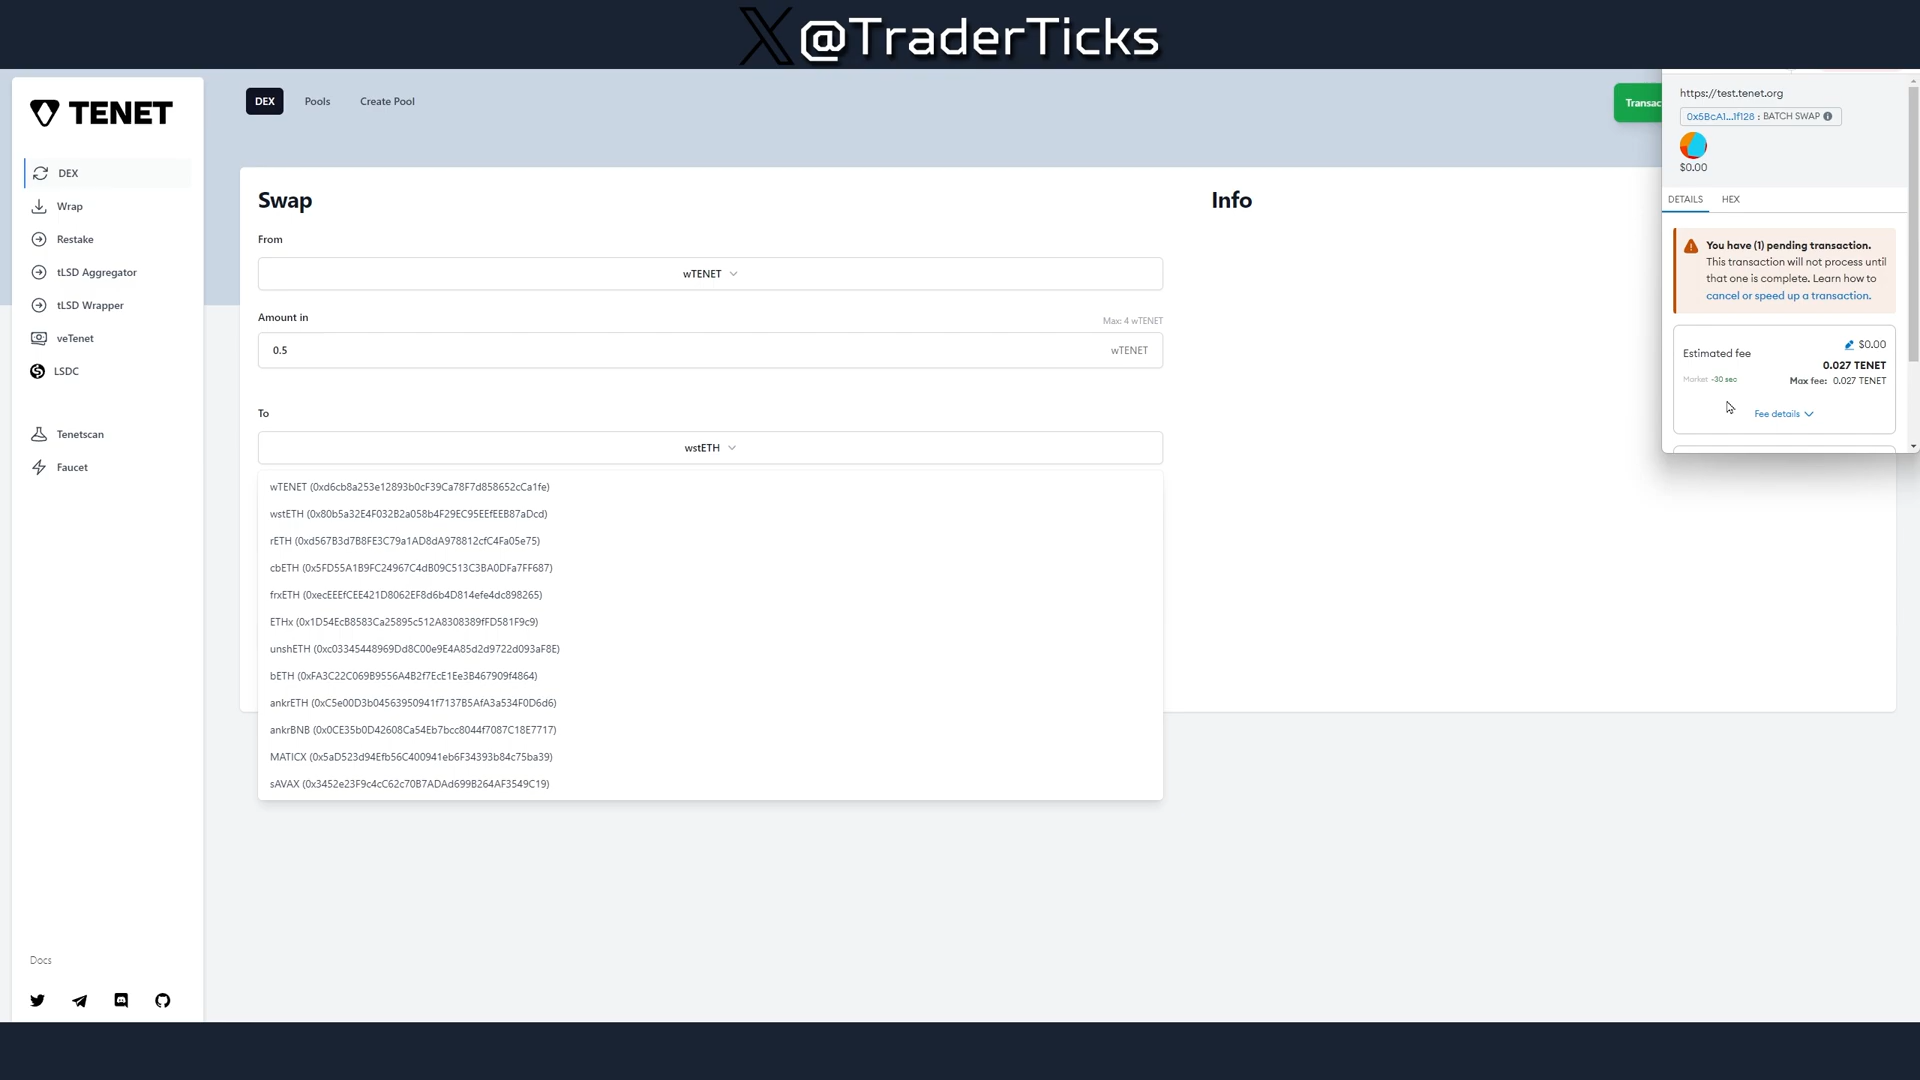 X@TraderTicks
TENET
DEX
Wrap
Restake
tLSD Aggregator
tLSD Wrapper
veTenet
LSDC
Tenetscan
Faucet
Docs
DEX
Pools
Create Pool
Swap
From
wTENET
Amount in
Max: 4 wTENET
0.5
wTENET
To
wstETH
wTENET (0xd6cb8a253e12893b0cF39Ca78F7d858652cCa1fe)
wstETH (0x80b5a32E4F032B2a058b4F29EC95EEfEEB87aDcd)
rETH (0xd567B3d7B8FE3C79a1AD8dA978812cfC4Fa05e75)
cbETH (0x5FD55A1B9FC24967C4dB09C513C3BA0DFa7FF687)
frxETH (0xecEEEfCEE421D8062EF8d6b4D814efe4dc898265)
ETHx (0x1D54EcB8583Ca25895c512A8308389fFD581F9c9)
unshETH (0xc03345448969Dd8C00e9E4A85d2d9722d093aF8E)
bETH (0xFA3C22C069B9556A4B2f7EcE1Ee3B467909f4864)
ankrETH (0xC5e00D3b04563950941f7137B5AfA3a534F0D6d6)
ankrBNB (0x0CE35b0D42608Ca54Eb7bcc8044f7087C18E7717)
MATICX (0x5aD523d94Efb56C400941eb6F34393b84c75ba39)
sAVAX (0x3452e23F9c4cC62c70B7ADAd699B264AF3549C19)
Info
Transac
https://test.tenet.org
0x5BcA1...1f128 : BATCH SWAP
$0.00
DETAILS
HEX
You have (1) pending transaction.
This transaction will not process until
that one is complete. Learn how to
cancel or speed up a transaction.
$0.00
Estimated fee
0.027 TENET
Market ~30 sec
Max fee: 0.027 TENET
Fee details